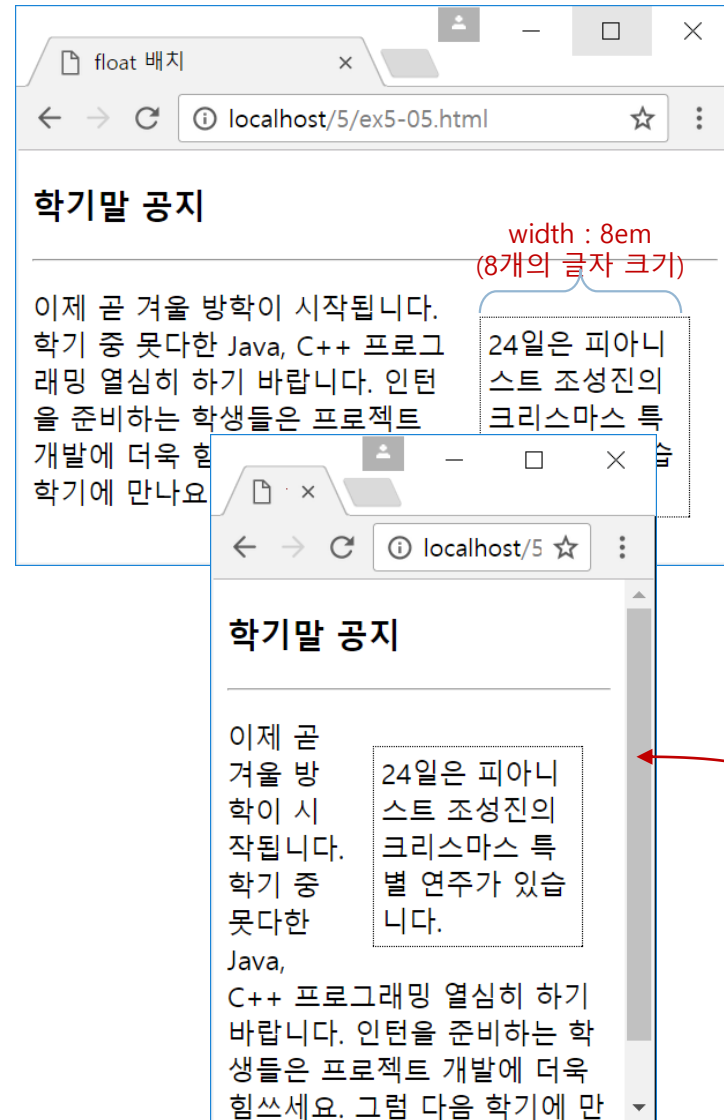 float 배치
localhost/5/ex5-05.html
학기말 공지
width : 8em
(8개의 글자 크기)
이제 곧 겨울 방학이 시작됩니다.
학기 중 못다한 Java, C++ 프로그
래밍 열심히 하기 바랍니다. 인턴
을 준비하는 학생들은 프로젝트
개발에 더욱 힘
학기에 만나요
24일은 피아니
스트 조성진의
크리스마스 특
습
localhost/5
학기말 공지
이제 곧
겨울 방
학이 시
작됩니다.
학기 중
못다한
Java,
C++ 프로그래밍 열심히 하기
바랍니다. 인턴을 준비하는 학
생들은 프로젝트 개발에 더욱
힘쓰세요. 그럼 다음 학기에 만
24일은 피아니
스트 조성진의
크리스마스 특
별 연주가 있습
니다.